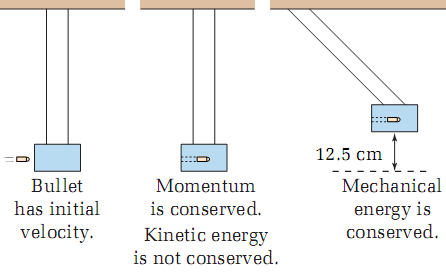 12.5 cm
Bullet
has initial
velocity.
Momentum
is conserved.
Kinetic energy
is not conserved.
Mechanical
energy is
conserved.